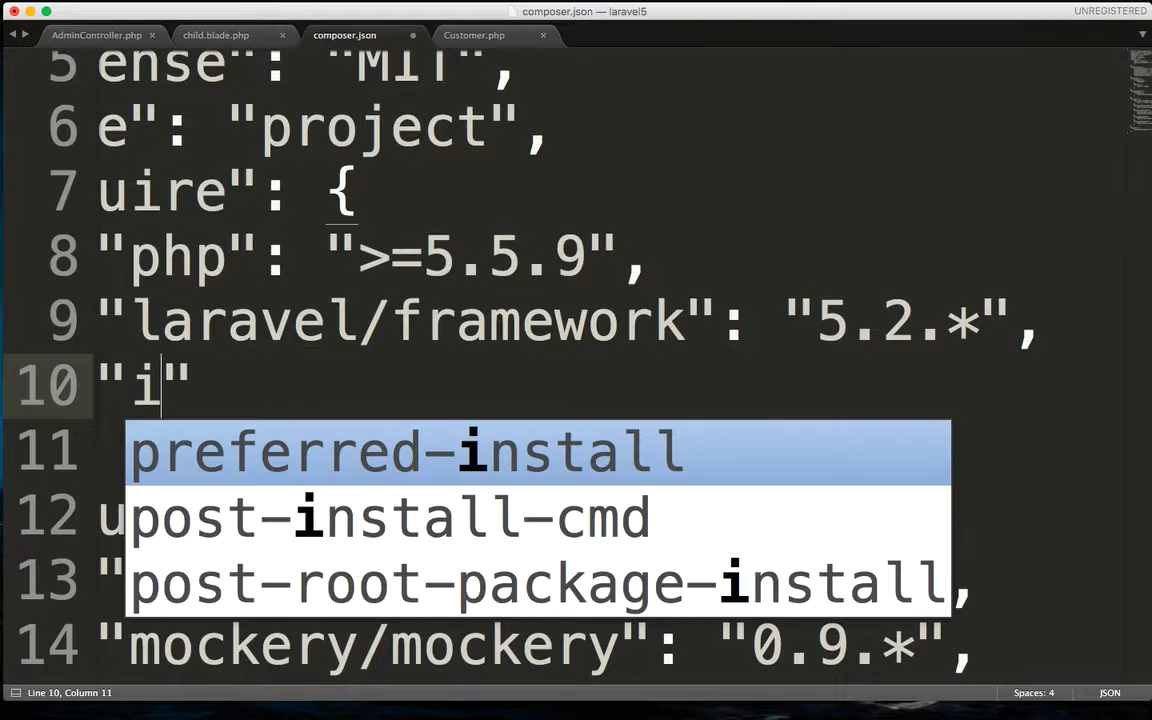 composer.json — laravel5
UNREGISTERED
AdminController.php
child.blade.php
composer.json
Customer.php
5 ense": "MIT",
6 e": "project",
7 uire": {
8 "php": ">=5.5.9",
9 "laravel/framework": "5.2.*",
10 "i"
11 preferred-install
12 u post-install-cmd
13 " post-root-package-install,
14 "mockery/mockery": "0.9.*",
Line 10, Column 11
Spaces: 4
JSON